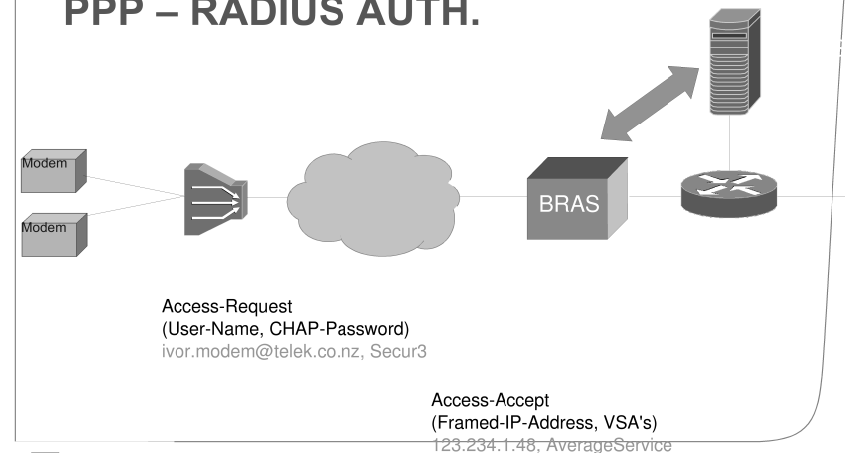 PPP – RADIUS AUTH.
Modem
Modem
BRAS
Access-Request
(User-Name, CHAP-Password)
ivor.modem@telek.co.nz, Secur3
Access-Accept
(Framed-IP-Address, VSA's)
123.234.1.48, AverageService